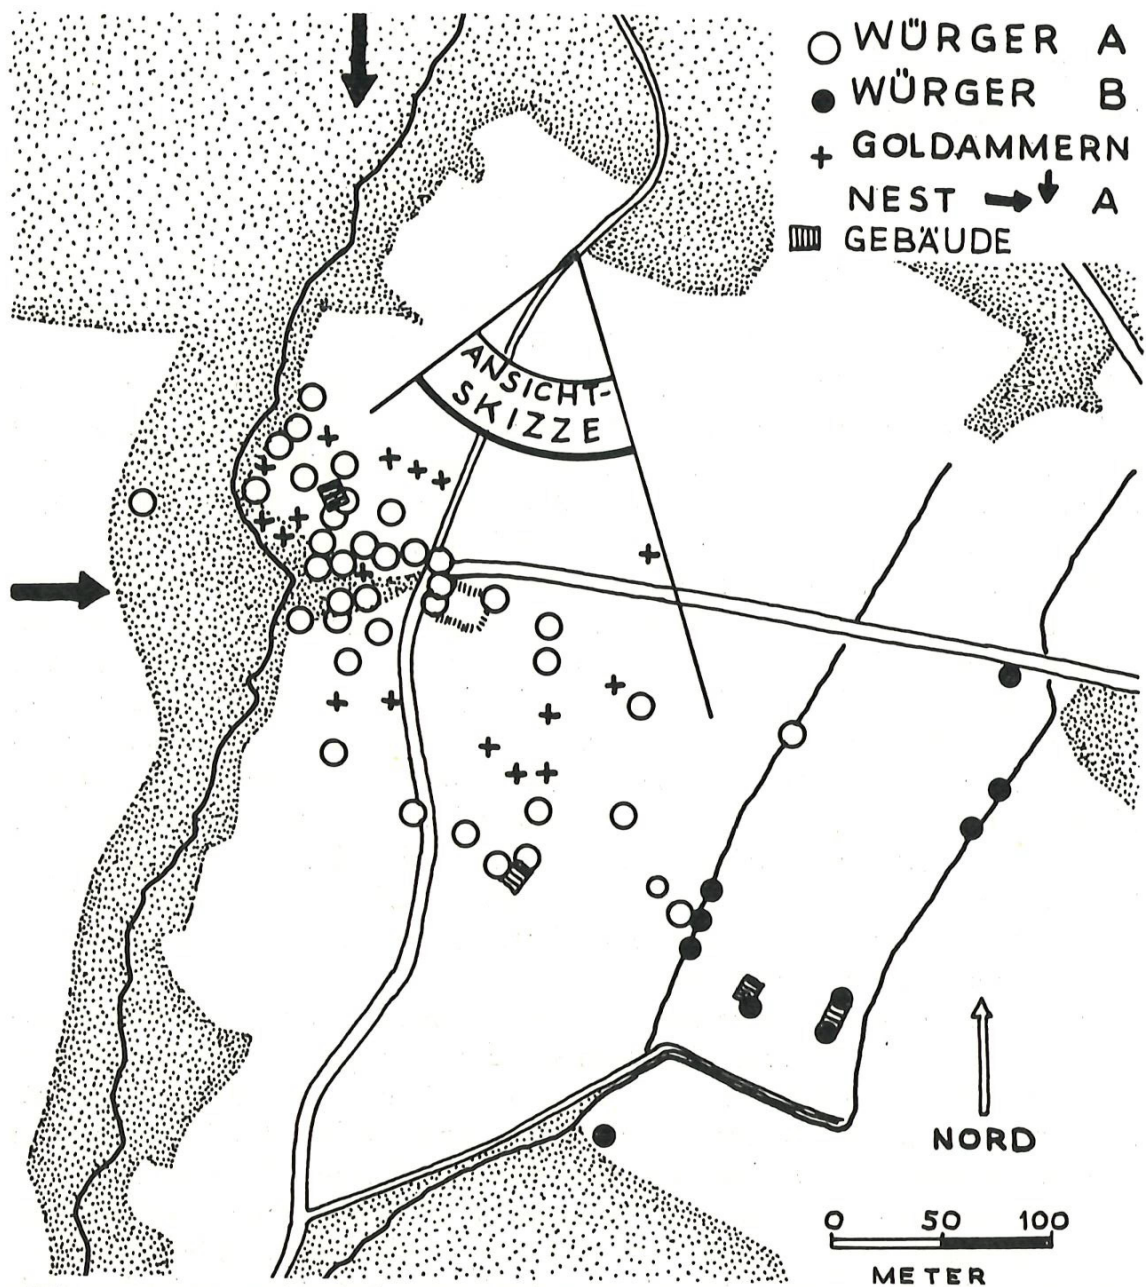 WÜRGER A
WÜRGER B
GOLDAMMERN
NEST A
GEBÄUDE
ANSICHT-
SKIZZE
NORD
0 50 100
METER